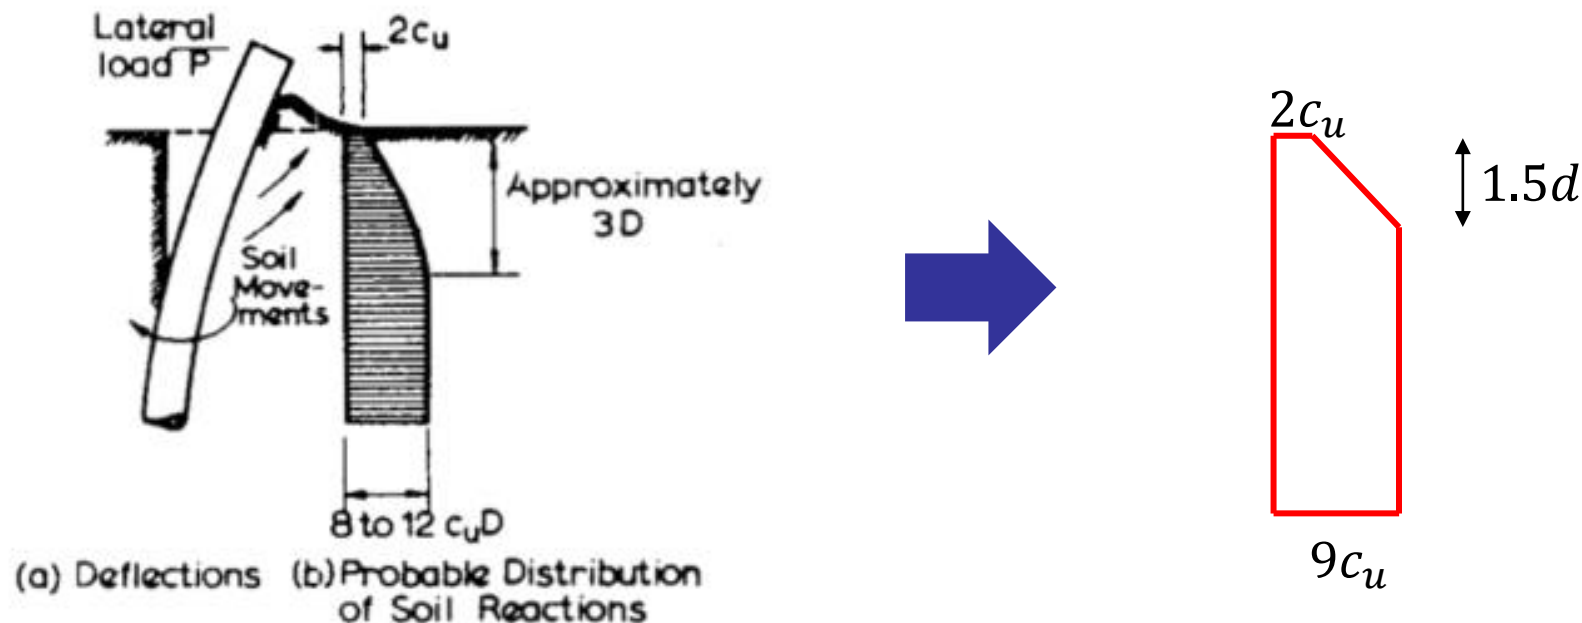 Lateral
load P
2cᵤ
Approximately
3D
Soil
Move-
ments
8 to 12 cᵤD
(a) Deflections (b) Probable Distribution
of Soil Reactions
2cᵤ
1.5d
9cᵤ